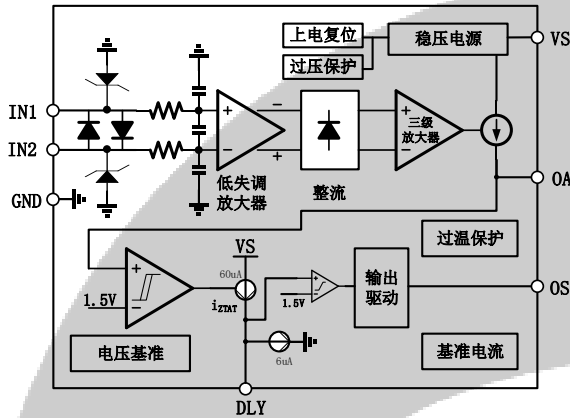 上电复位
稳压电源
VS
过压保护
IN1
+
−
+
三级
放大器
IN2
−
+
−
低失调
放大器
整流
GND
OA
过温保护
VS
+
60uA
1.5V
−
iZTAT
+
1.5V
−
输出
驱动
OS
电压基准
6uA
基准电流
DLY